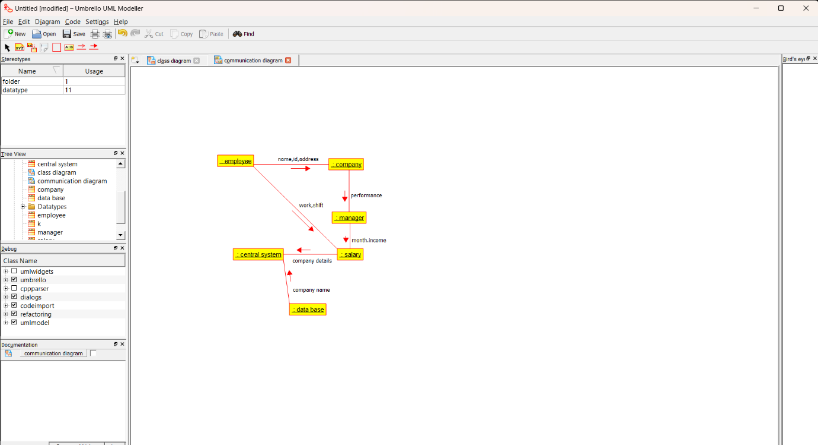 Untitled [modified] – Umbrello UML Modeller
File Edit Diagram Code Settings Help
New Open Save Cut Copy Paste Find
Stereotypes
Name Usage
folder 1
datatype 11
Tree View
central system
class diagram
communication diagram
company
data base
Datatypes
employee
k
manager
Debug
Class Name
umlwidgets
umbrello
cppparser
dialogs
codeimport
refactoring
umlmodel
Documentation
communication diagram
class diagram communication diagram
Bird's eye
: employee
name,id,address
: company
performance
work,shift
: manager
month.income
: central system
: salary
company details
company name
: data base